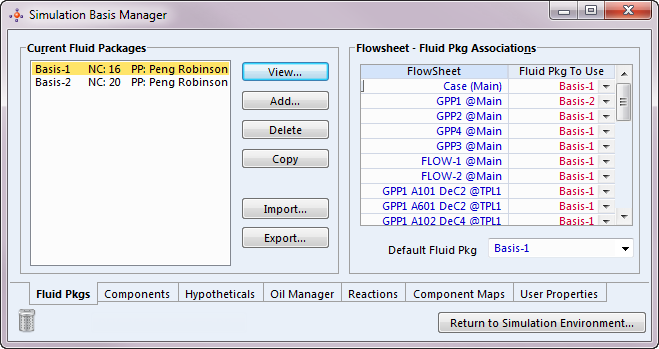 Simulation Basis Manager
Current Fluid Packages
Basis-1 NC: 16 PP: Peng Robinson
Basis-2 NC: 20 PP: Peng Robinson
View...
Add...
Delete
Copy
Import...
Export...
Flowsheet - Fluid Pkg Associations
FlowSheet Fluid Pkg To Use
Case (Main) Basis-1
GPP1 @Main Basis-2
GPP2 @Main Basis-1
GPP4 @Main Basis-1
GPP3 @Main Basis-1
FLOW-1 @Main Basis-1
FLOW-2 @Main Basis-1
GPP1 A101 DeC2 @TPL1 Basis-1
GPP1 A601 DeC2 @TPL1 Basis-1
GPP1 A102 DeC4 @TPL1 Basis-1
Default Fluid Pkg Basis-1
Fluid Pkgs Components Hypotheticals Oil Manager Reactions Component Maps User Properties
Return to Simulation Environment...